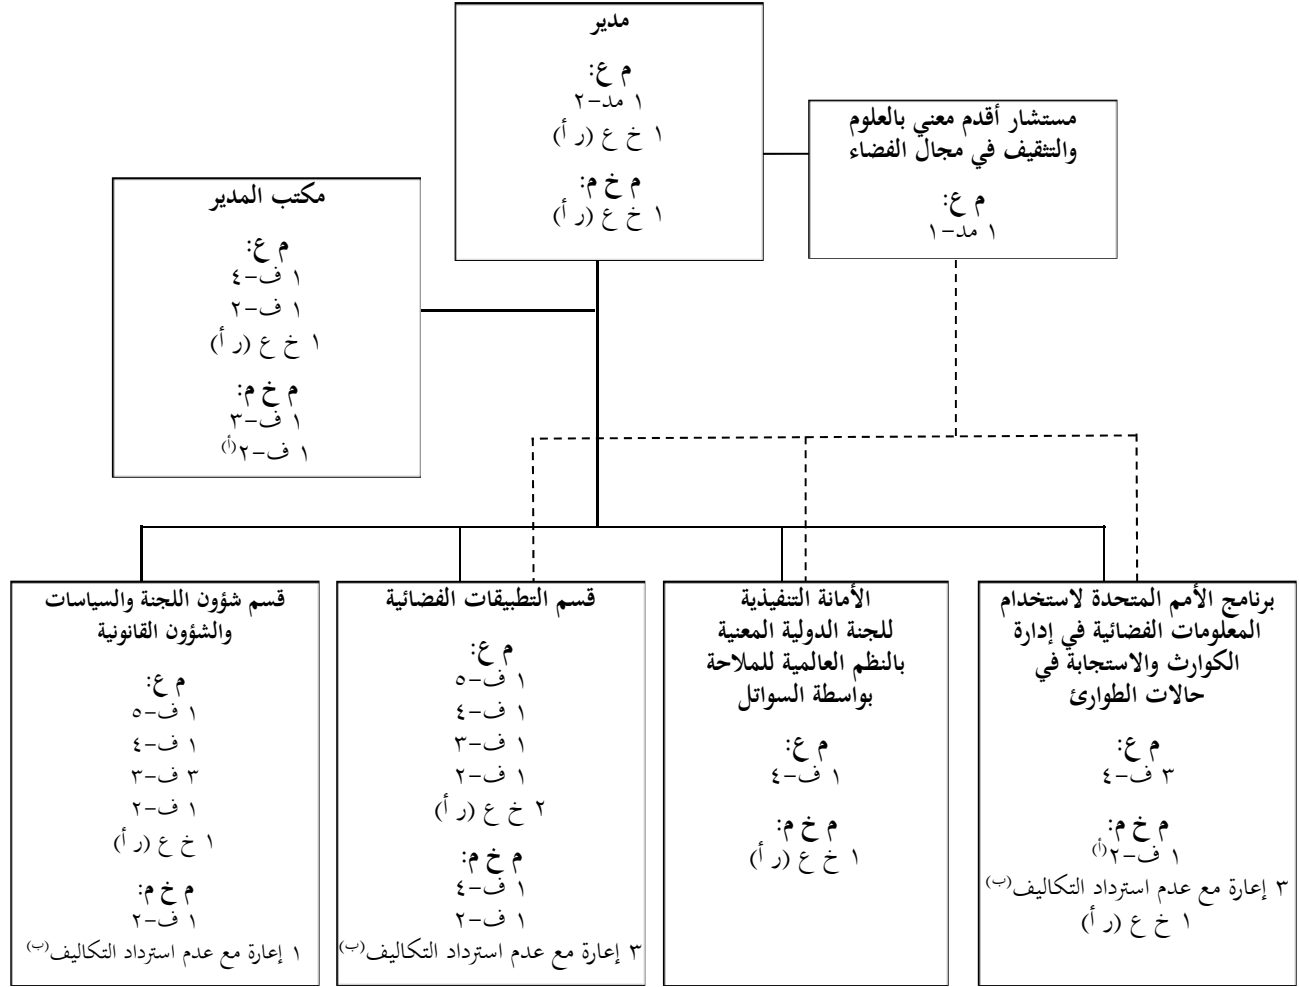 مدير
م ع:
١ مد-٢
١ خ ع (ر أ)
م خ م:
١ خ ع (ر أ)
مستشار أقدم معني بالعلوم
والتثقيف في مجال الفضاء
م ع:
١ مد-١
مكتب المدير
م ع:
١ ف-٤
١ ف-٢
١ خ ع (ر أ)
م خ م:
١ ف-٣
١ ف-٢(أ)
برنامج الأمم المتحدة لاستخدام
المعلومات الفضائية في إدارة
الكوارث والاستجابة في
حالات الطوارئ
م ع:
٣ ف-٤
م خ م:
١ ف-٢(أ)
٣ إعارة مع عدم استرداد التكاليف(ب)
١ خ ع (ر أ)
الأمانة التنفيذية
للجنة الدولية المعنية
بالنظم العالمية للملاحة
بواسطة السواتل
م ع:
١ ف-٤
م خ م:
١ خ ع (ر أ)
قسم التطبيقات الفضائية
م ع:
١ ف-٥
١ ف-٤
١ ف-٣
١ ف-٢
٢ خ ع (ر أ)
م خ م:
١ ف-٤
١ ف-٢
٣ إعارة مع عدم استرداد التكاليف(ب)
قسم شؤون اللجنة والسياسات
والشؤون القانونية
م ع:
١ ف-٥
١ ف-٤
٣ ف-٣
١ ف-٢
١ خ ع (ر أ)
م خ م:
١ ف-٢
١ إعارة مع عدم استرداد التكاليف(ب)